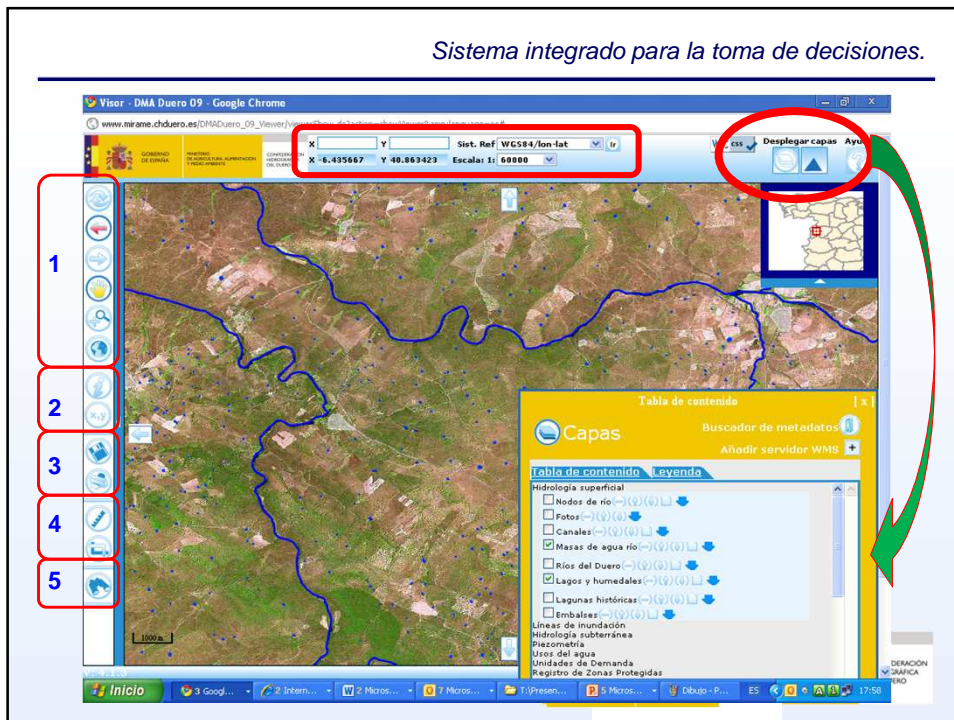 Sistema integrado para la toma de decisiones.
Visor - DMA Duero 09 - Google Chrome
www.mirame.chduero.es/DMADuero_09_Viewer/
GOBIERNO DE ESPAÑA
MINISTERIO DE AGRICULTURA, ALIMENTACIÓN Y MEDIO AMBIENTE
CONFEDERACIÓN HIDROGRÁFICA DEL DUERO
X Y Sist. Ref WGS84/lon-lat Ir
X -6.435667 Y 40.863423 Escala: 1: 60000
css
Desplegar capas
1
2
3
4
5
x,y
1000 m
Tabla de contenido [ x ]
Capas
Buscador de metadatos
Añadir servidor WMS +
Tabla de contenido Leyenda
Hidrología superficial
Nodos de río
Fotos
Canales
Masas de agua río
Ríos del Duero
Lagos y humedales
Lagunas históricas
Embalses
Líneas de inundación
Hidrología subterránea
Piezometría
Usos del agua
Unidades de Demanda
Registro de Zonas Protegidas
Inicio
3 Googl...
2 Intern...
2 Micros...
7 Micros...
T:\Presen...
5 Micros...
Dibujo - P...
ES
17:58